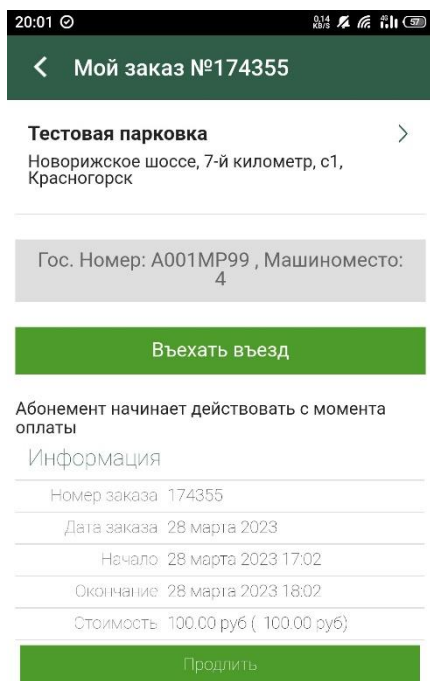 20:01
0,14 KB/S 4G 57
Мой заказ №174355
Тестовая парковка
Новорижское шоссе, 7-й километр, с1,
Красногорск
Гос. Номер: А001МР99 , Машиноместо:
4
Въехать въезд
Абонемент начинает действовать с момента
оплаты
Информация
Номер заказа 174355
Дата заказа 28 марта 2023
Начало 28 марта 2023 17:02
Окончание 28 марта 2023 18:02
Стоимость 100.00 руб ( 100.00 руб)
Продлить